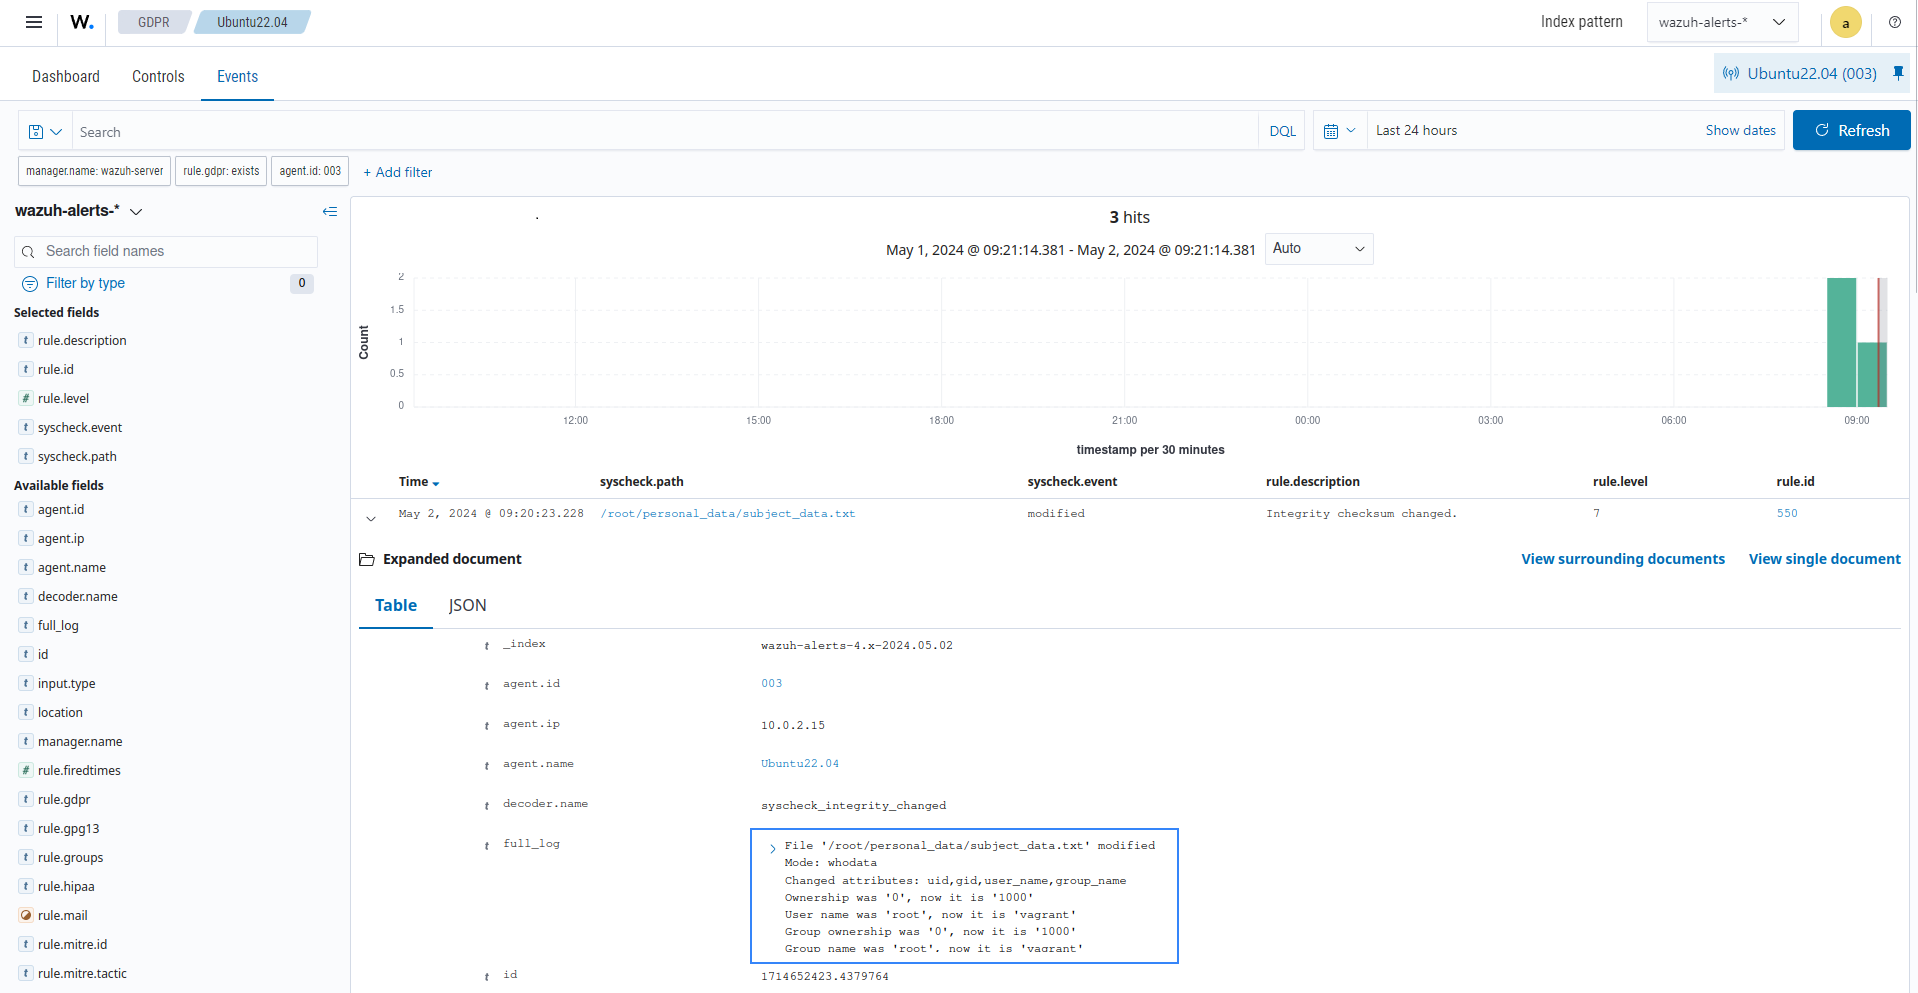 W.
GDPR
Ubuntu22.04
Index pattern
wazuh-alerts-*
a
Dashboard
Controls
Events
Ubuntu22.04 (003)
Search
DQL
Last 24 hours
Show dates
Refresh
manager.name: wazuh-server
rule.gdpr: exists
agent.id: 003
+ Add filter
wazuh-alerts-*
Search field names
Filter by type
0
Selected fields
t rule.description
t rule.id
# rule.level
t syscheck.event
t syscheck.path
Available fields
t agent.id
t agent.ip
t agent.name
t decoder.name
t full_log
t id
t input.type
t location
t manager.name
# rule.firedtimes
t rule.gdpr
t rule.gpg13
t rule.groups
t rule.hipaa
rule.mail
t rule.mitre.id
t rule.mitre.tactic
3 hits
May 1, 2024 @ 09:21:14.381 - May 2, 2024 @ 09:21:14.381
Auto
Count
2
1.5
1
0.5
0
12:00
15:00
18:00
21:00
00:00
03:00
06:00
09:00
timestamp per 30 minutes
Time
syscheck.path
syscheck.event
rule.description
rule.level
rule.id
May 2, 2024 @ 09:20:23.228
/root/personal_data/subject_data.txt
modified
Integrity checksum changed.
7
550
Expanded document
View surrounding documents
View single document
Table
JSON
t _index
wazuh-alerts-4.x-2024.05.02
t agent.id
003
t agent.ip
10.0.2.15
t agent.name
Ubuntu22.04
t decoder.name
syscheck_integrity_changed
t full_log
File '/root/personal_data/subject_data.txt' modified
Mode: whodata
Changed attributes: uid,gid,user_name,group_name
Ownership was '0', now it is '1000'
User name was 'root', now it is 'vagrant'
Group ownership was '0', now it is '1000'
Group name was 'root', now it is 'vagrant'
t id
1714652423.4379764